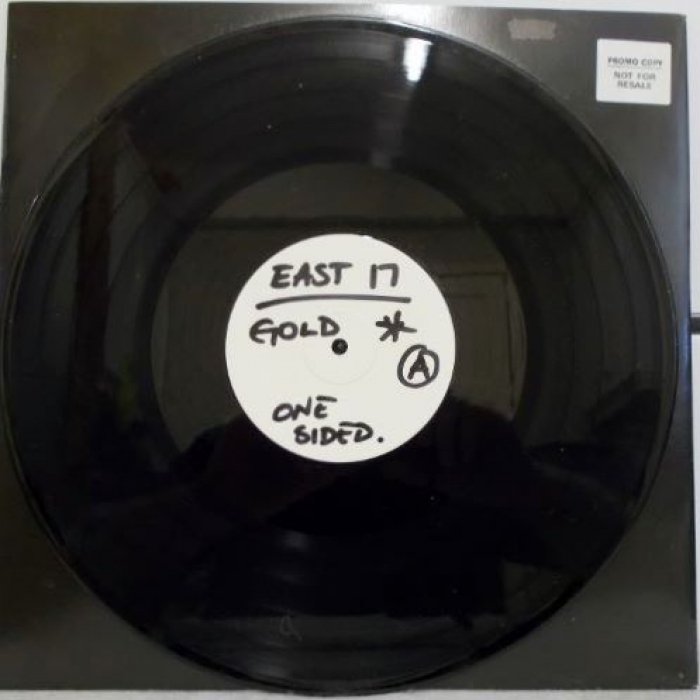 PROMO COPY
NOT FOR
RESALE
EAST 17
GOLD *
A
ONE
SIDED.